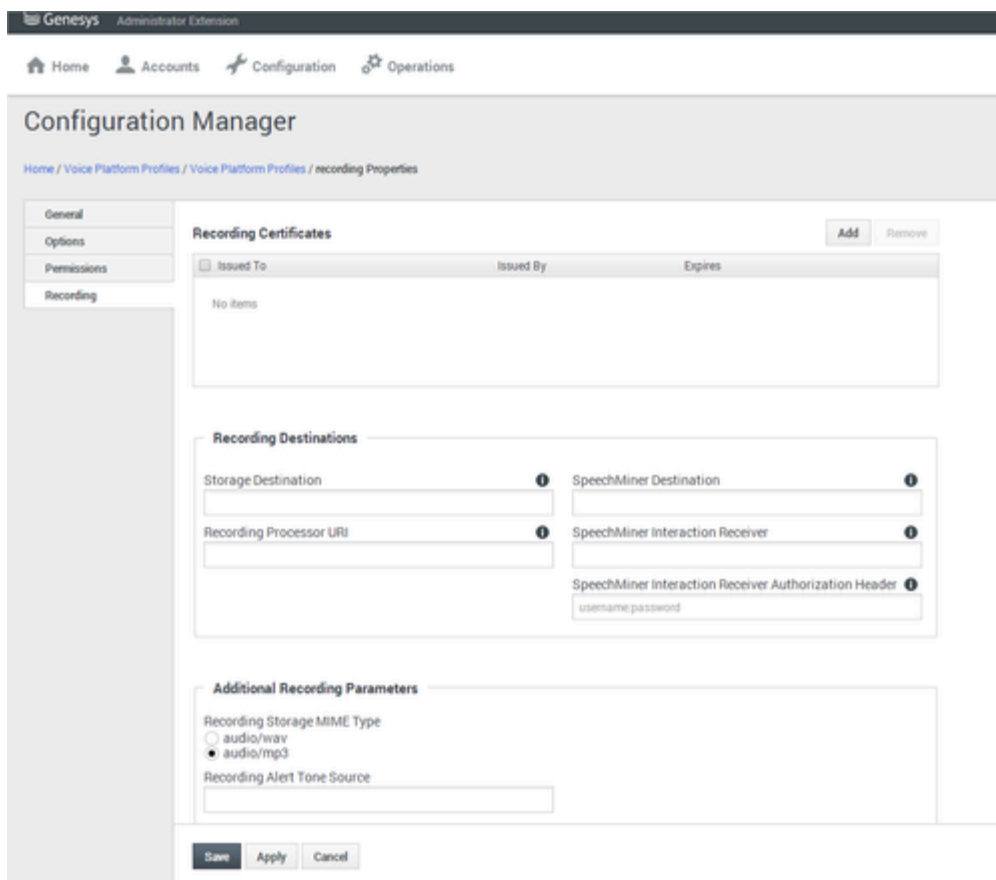 Genesys Administrator Extension
Home Accounts Configuration Operations
Configuration Manager
Home / Voice Platform Profiles / Voice Platform Profiles / recording Properties
General
Options
Permissions
Recording
Recording Certificates Add Remove
Issued To Issued By Expires
No items
Recording Destinations
Storage Destination SpeechMiner Destination
Recording Processor URI SpeechMiner Interaction Receiver
SpeechMiner Interaction Receiver Authorization Header
username:password
Additional Recording Parameters
Recording Storage MIME Type
audio/wav
audio/mp3
Recording Alert Tone Source
Save Apply Cancel